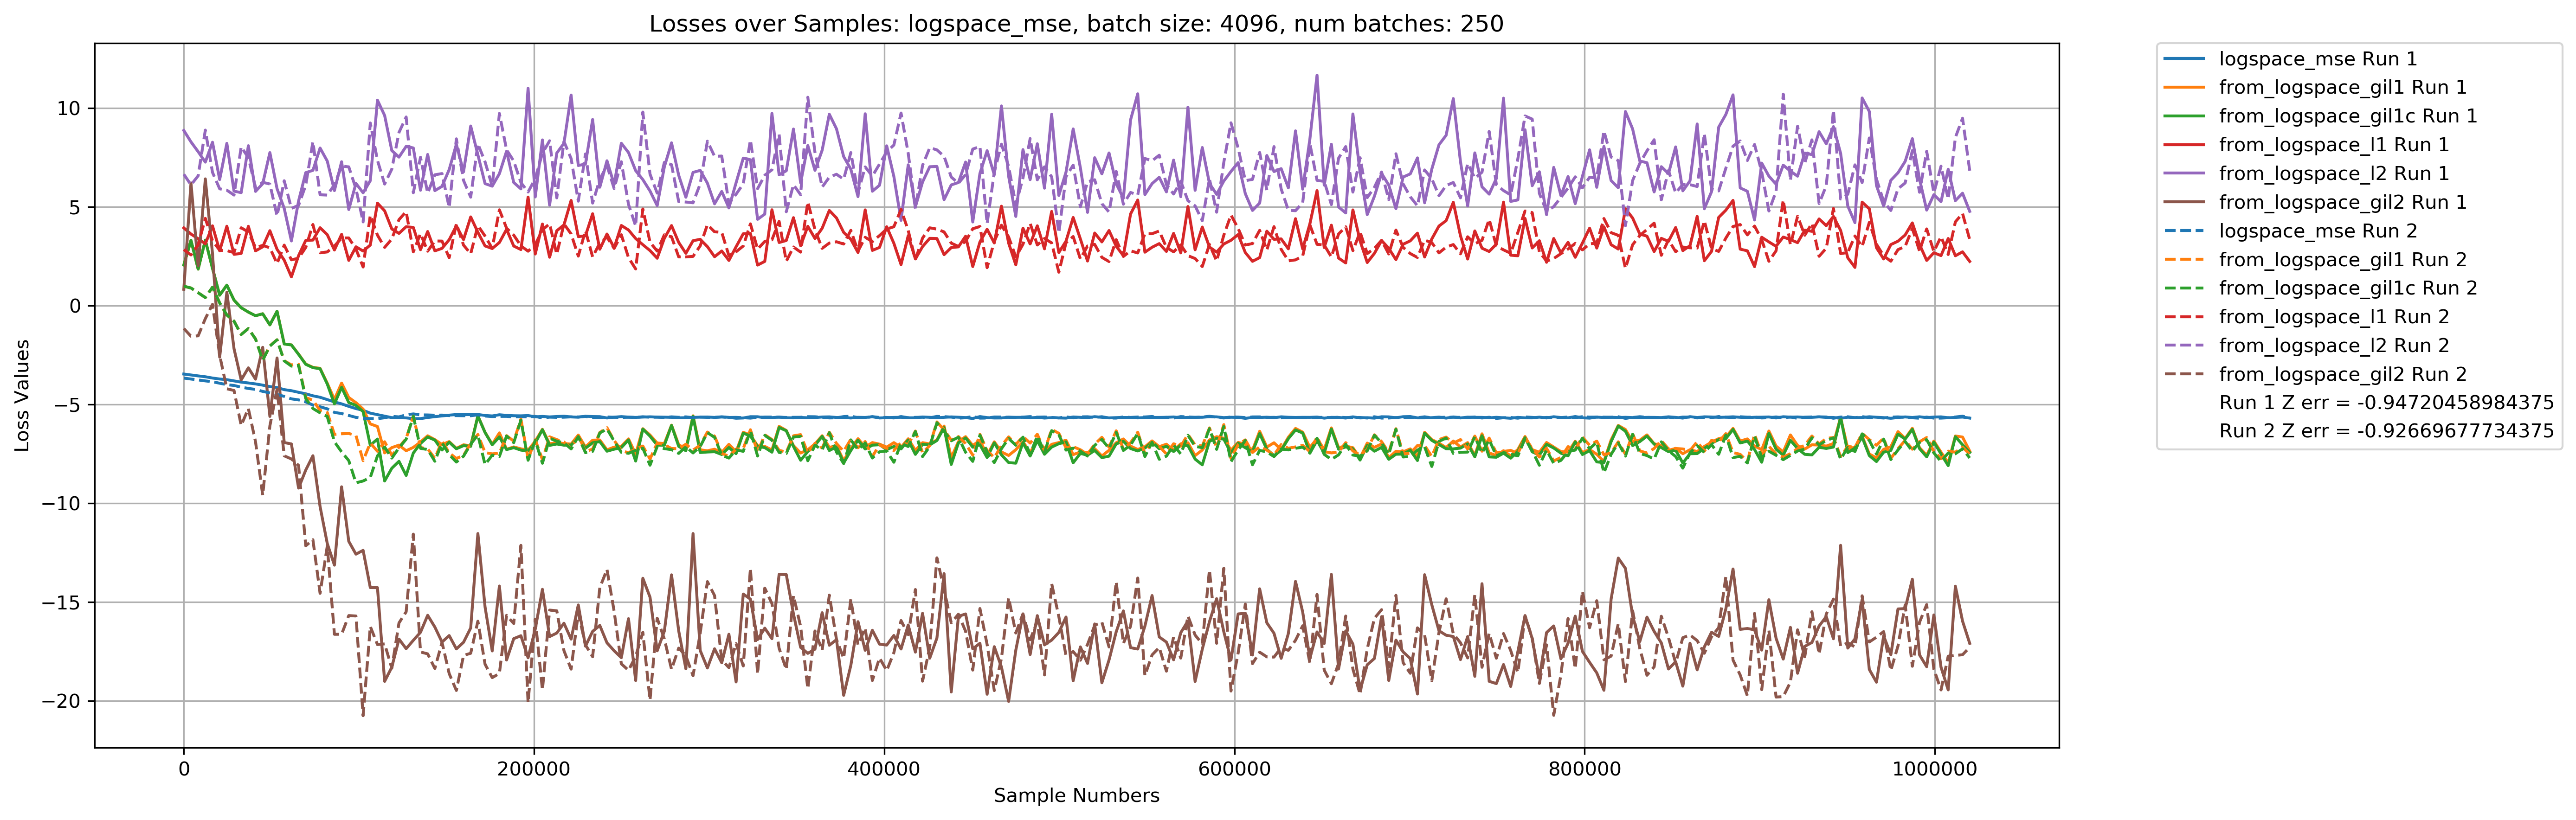 Losses over Samples: logspace_mse, batch size: 4096, num batches: 250
10
5
0
−5
−10
−15
−20
Loss Values
0
200000
400000
600000
800000
1000000
Sample Numbers
logspace_mse Run 1
from_logspace_gil1 Run 1
from_logspace_gil1c Run 1
from_logspace_l1 Run 1
from_logspace_l2 Run 1
from_logspace_gil2 Run 1
logspace_mse Run 2
from_logspace_gil1 Run 2
from_logspace_gil1c Run 2
from_logspace_l1 Run 2
from_logspace_l2 Run 2
from_logspace_gil2 Run 2
Run 1 Z err = -0.94720458984375
Run 2 Z err = -0.92669677734375